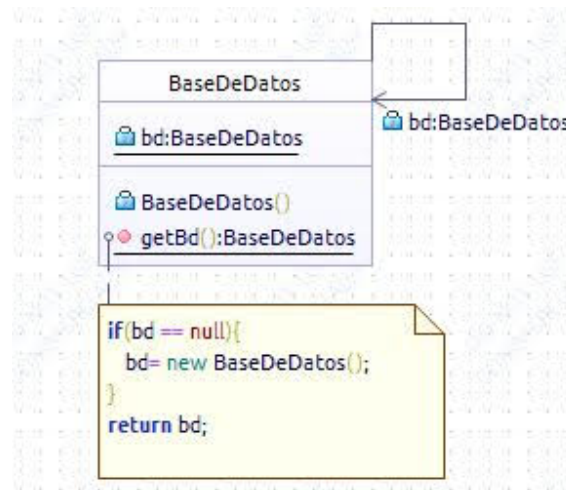 BaseDeDatos
bd:BaseDeDatos
bd:BaseDeDatos
BaseDeDatos()
getBd():BaseDeDatos
if(bd == null){
bd= new BaseDeDatos();
}
return bd;